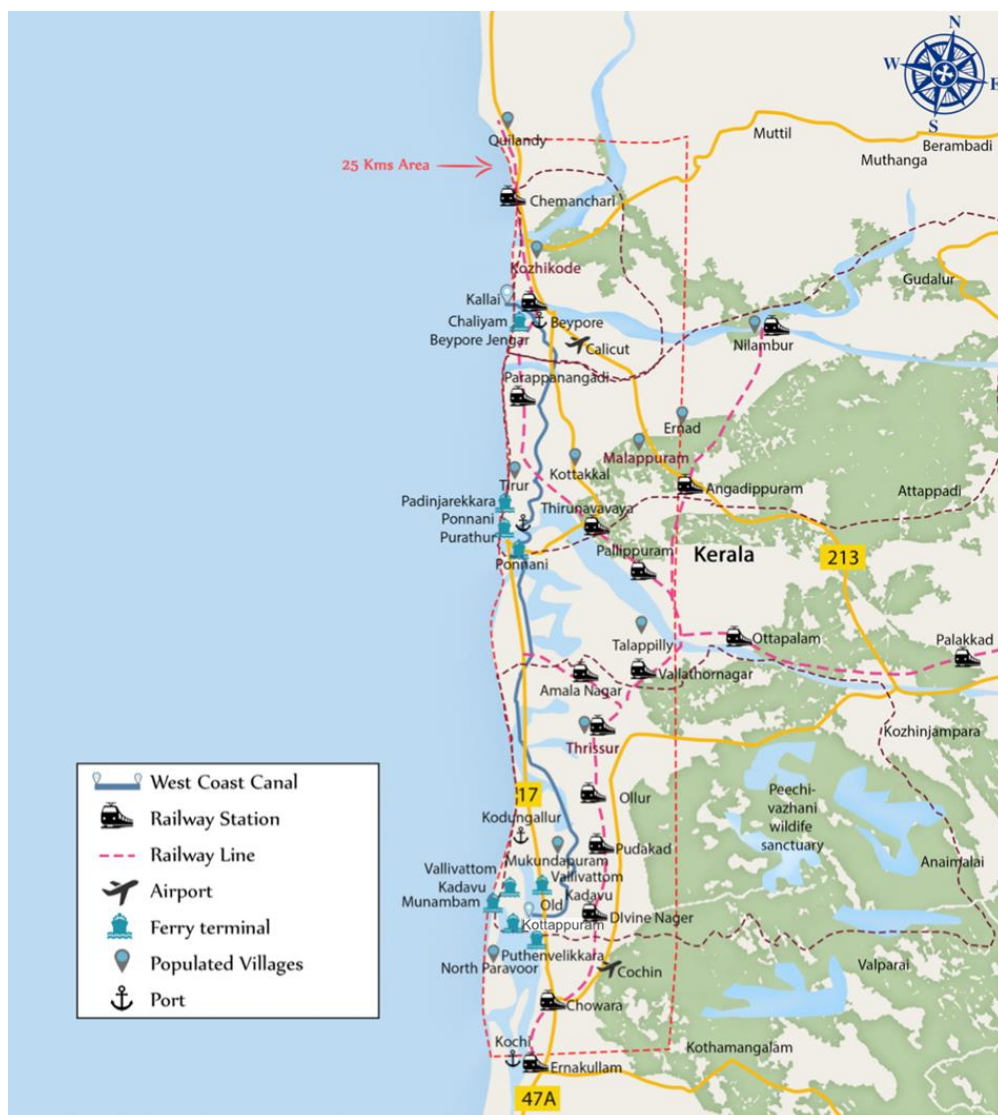 N
W
E
S
Muttil
Berambadi
Muthanga
Quilandy
25 Kms Area
Chemanchari
Kozhikode
Gudalur
Kallai
Chaliyam
Beypore
Beypore Jengar
Nilambur
Calicut
Parappanangadi
Ernad
Malappuram
Kottakkal
Tirur
Angadippuram
Attappadi
Padinjarekkara
Thirunavavaya
Ponnani
Purathur
Pallippuram
Kerala
213
Ponnani
Talappilly
Ottapalam
Palakkad
Vallathornagar
Amala Nagar
Kozhinjampara
Thrissur
West Coast Canal
Railway Station
Railway Line
Airport
Ferry terminal
Populated Villages
Port
17
Ollur
Peechi-
vazhani
wildlife
sanctuary
Kodungallur
Pudakad
Mukundapuram
Anaimalai
Vallivattom
Kadavu
Munambam
Vallivattom
Kadavu
Old
Kottappuram
DIvine Nager
Puthenvelikkara
North Paravoor
Cochin
Valparai
Chowara
Kochi
Kothamangalam
Ernakullam
47A